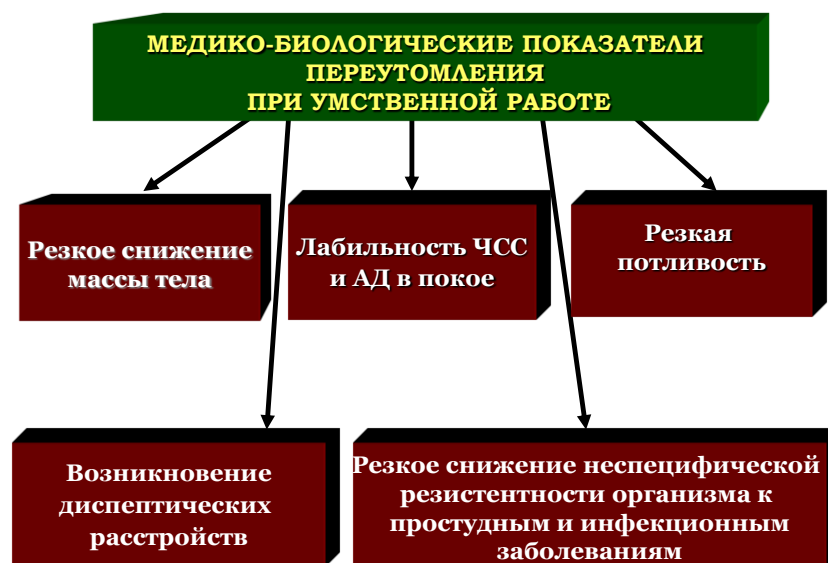 МЕДИКО-БИОЛОГИЧЕСКИЕ ПОКАЗАТЕЛИ
ПЕРЕУТОМЛЕНИЯ
ПРИ УМСТВЕННОЙ РАБОТЕ
Резкое снижение
массы тела
Лабильность ЧСС
и АД в покое
Резкая
потливость
Возникновение
диспептических
расстройств
Резкое снижение неспецифической
резистентности организма к
простудным и инфекционным
заболеваниям